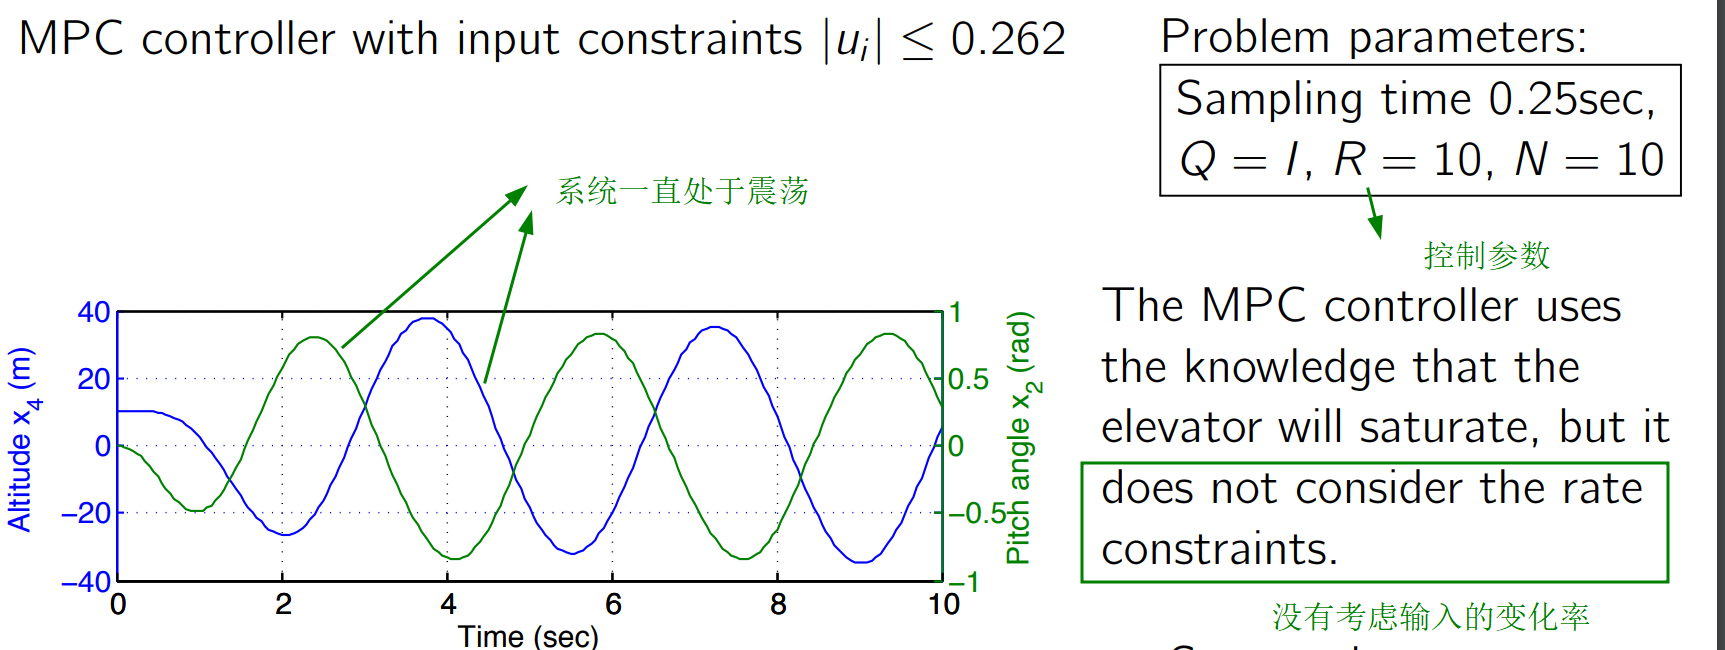 MPC controller with input constraints |uᵢ| ≤ 0.262
Problem parameters:
Sampling time 0.25sec,
Q = I, R = 10, N = 10
系统一直处于震荡
控制参数
The MPC controller uses
the knowledge that the
elevator will saturate, but it
does not consider the rate
constraints.
没有考虑输入的变化率
Altitude x₄ (m)
40
20
0
−20
−40
0 2 4 6 8 10
Time (sec)
1
0.5
0
−0.5
−1
Pitch angle x₂ (rad)